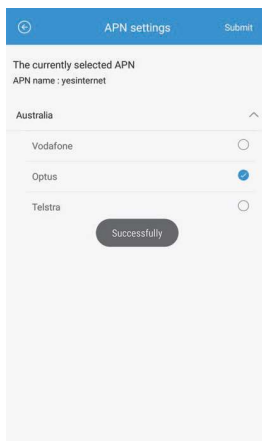 APN settings
Submit
The currently selected APN
APN name : yesinternet
Australia
Vodafone
Optus
Telstra
Successfully